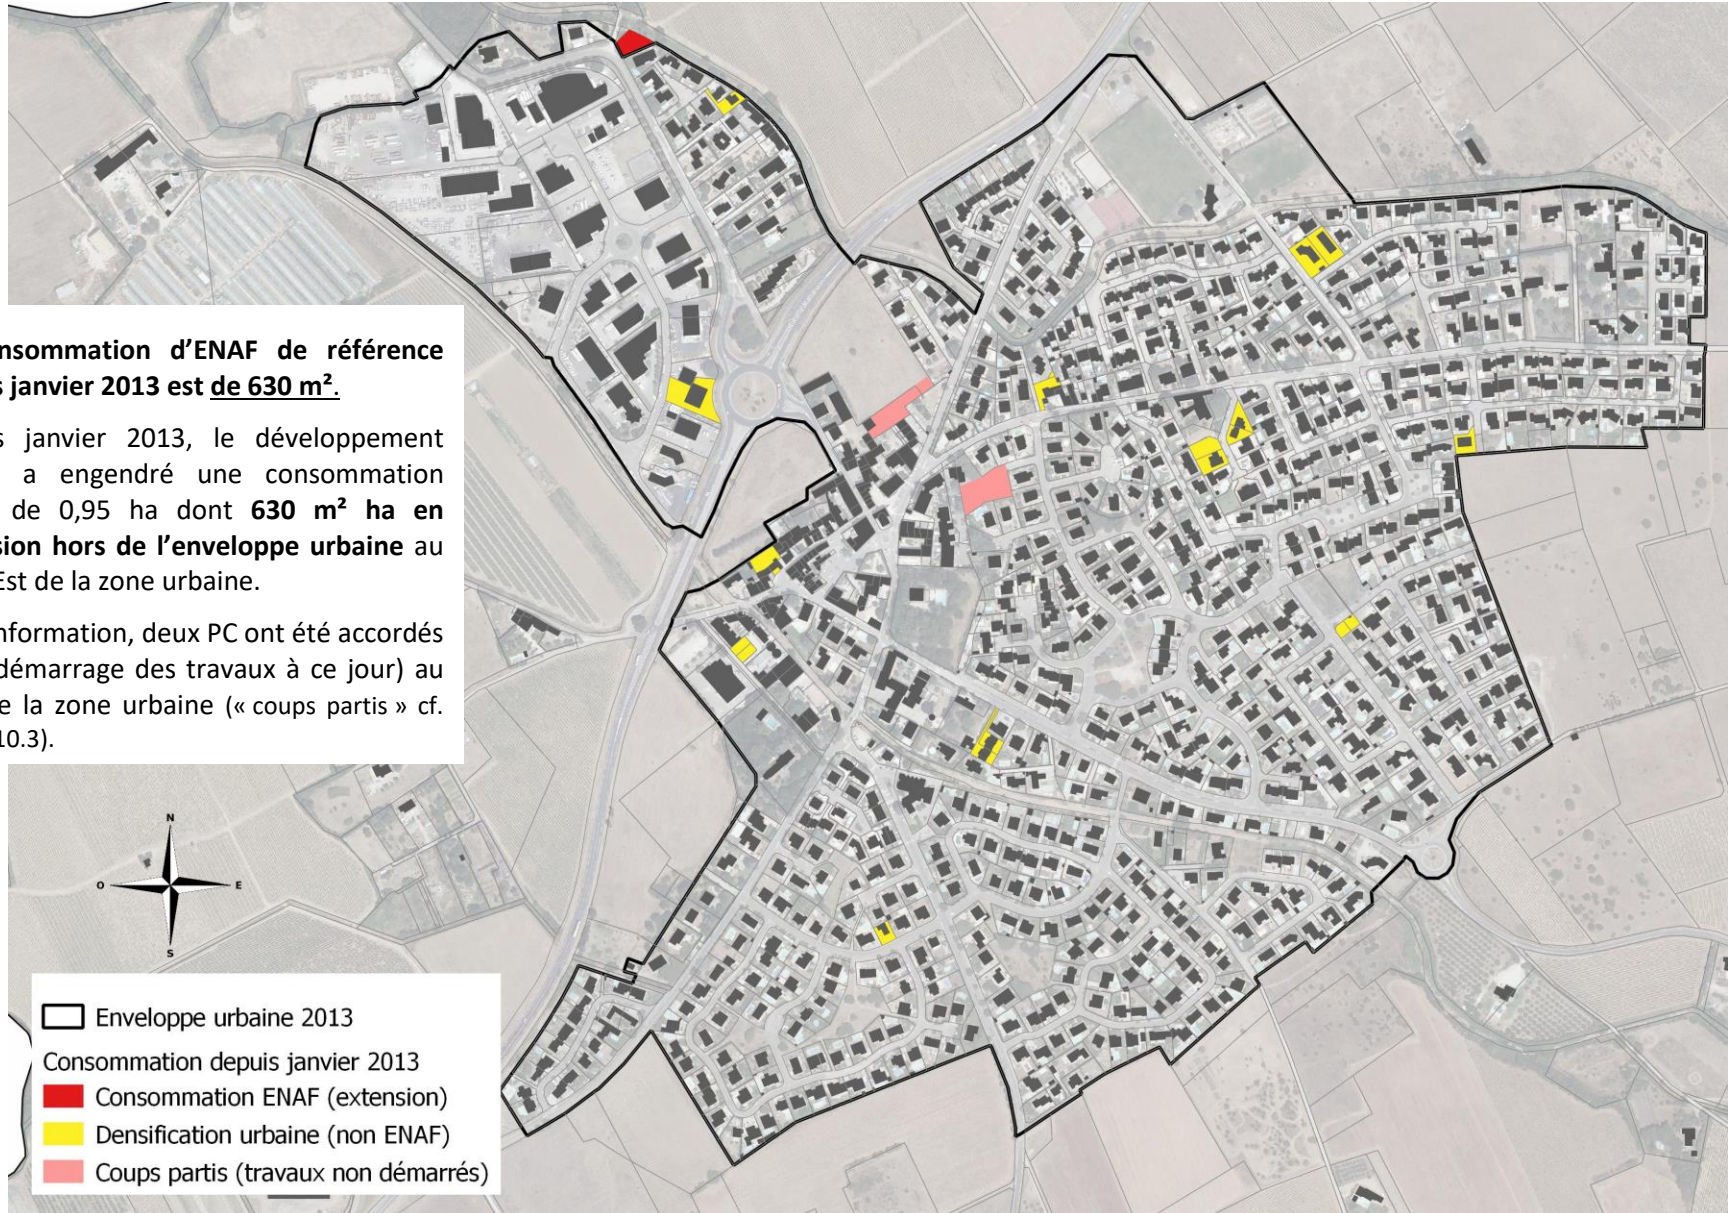 nsommation d’ENAF de référence
s janvier 2013 est de 630 m².
s janvier 2013, le développement
a engendré une consommation
de 0,95 ha dont 630 m² ha en
sion hors de l’enveloppe urbaine au
Est de la zone urbaine.
nformation, deux PC ont été accordés
démarrage des travaux à ce jour) au
e la zone urbaine (« coups partis » cf.
10.3).
N
O E
S
Enveloppe urbaine 2013
Consommation depuis janvier 2013
Consommation ENAF (extension)
Densification urbaine (non ENAF)
Coups partis (travaux non démarrés)